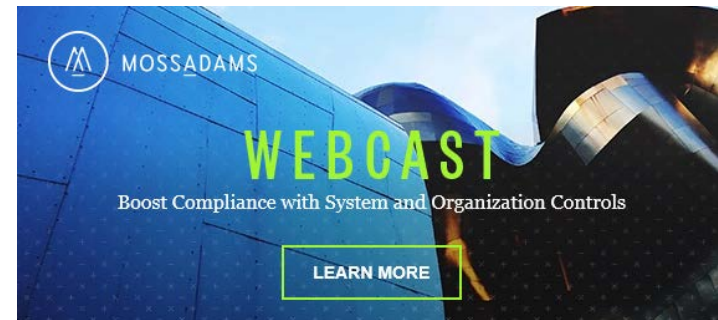 MOSSADAMS
WEBCAST
Boost Compliance with System and Organization Controls
LEARN MORE